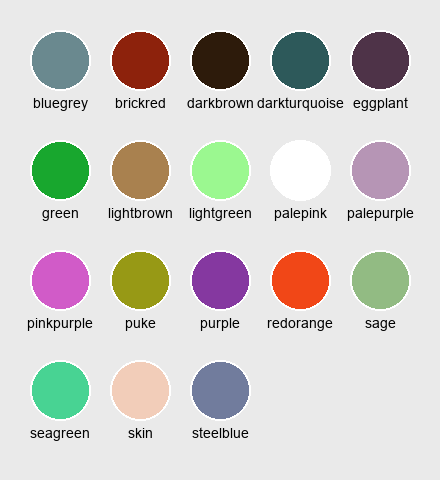 bluegrey brickred darkbrown darkturquoise eggplant
green lightbrown lightgreen palepink palepurple
pinkpurple puke purple redorange sage
seagreen skin steelblue